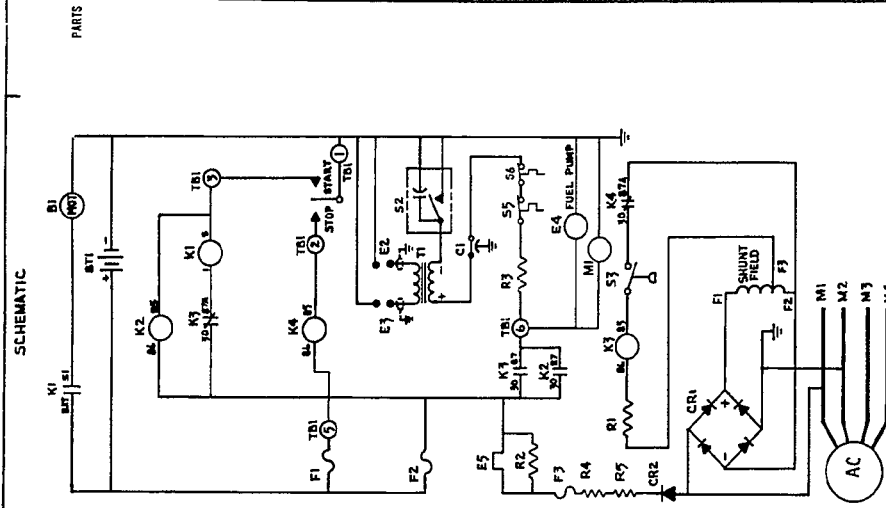 PARTS
SCHEMATIC
K1
BAT
S1
B1
MOT
BT1
+
-
K2
86
85
K1
S
1
K3
30
87A
TB1
3
TB1
5
F1
K4
86
85
TB1
2
STOP
START
1
TB1
F2
E3
E2
T1
+
-
S2
C1
K3
30
87
K2
30
87
TB1
6
R3
S5
S6
M1
E4
FUEL PUMP
E5
R2
F3
R4
R5
CR2
R1
K3
86
85
S3
K4
30
87A
CR1
+
-
F1
SHUNT
FIELD
F2
F3
AC
M1
M2
M3